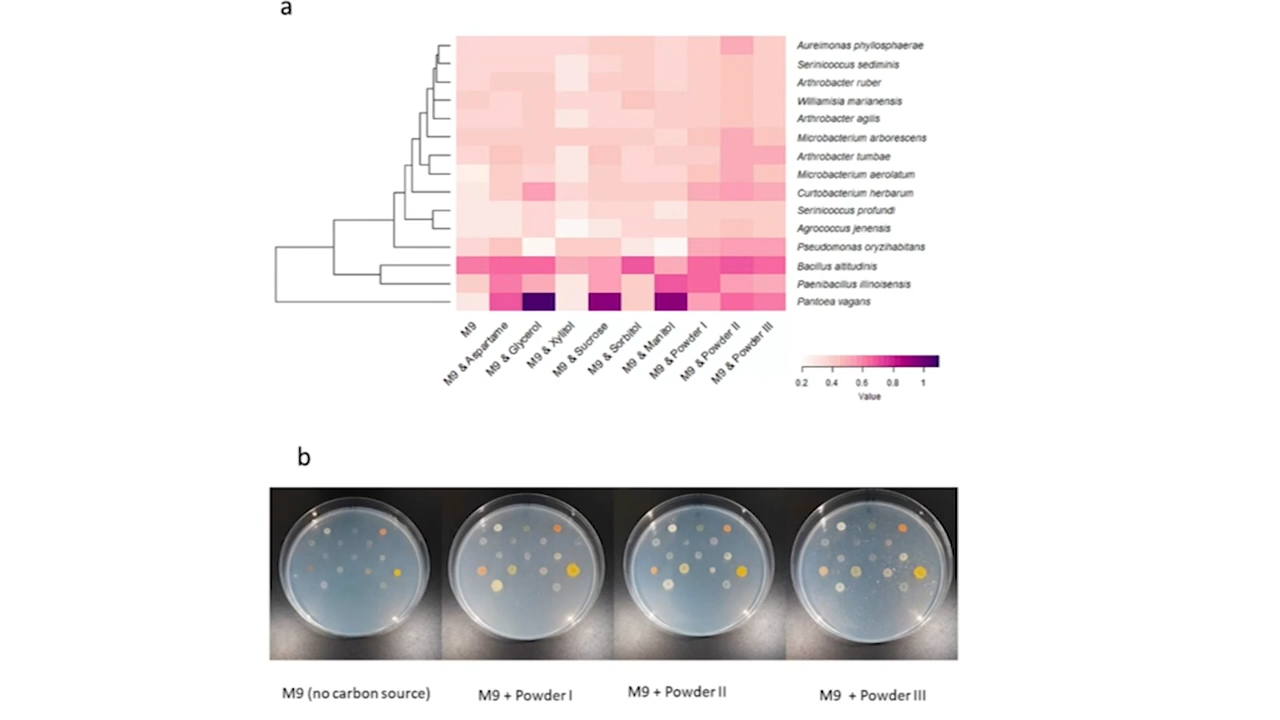 a
Aureimonas phyllosphaerae
Serinicoccus sediminis
Arthrobacter ruber
Williamisia marianensis
Arthrobacter agilis
Microbacterium arborescens
Arthrobacter tumbae
Microbacterium aerolatum
Curtobacterium herbarum
Serinicoccus profundi
Agrococcus jenensis
Pseudomonas oryzihabitans
Bacillus altitudinis
Paenibacillus illinoisensis
Pantoea vagans
M9
M9 & Aspartame
M9 & Glycerol
M9 & Xylitol
M9 & Sucrose
M9 & Sorbitol
M9 & Manitol
M9 & Powder I
M9 & Powder II
M9 & Powder III
0.2 0.4 0.6 0.8 1
Value
b
M9 (no carbon source) M9 + Powder I M9 + Powder II M9 + Powder III